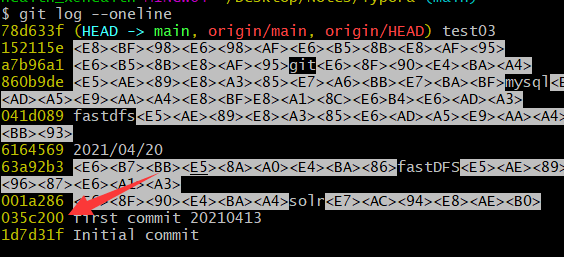 $ git log --oneline
78d633f (HEAD -> main, origin/main, origin/HEAD) test03
152115e <E8><BF><98><E6><98><AF><E6><B5><8B><E8><AF><95>
a7b96a1 <E6><B5><8B><E8><AF><95>git<E6><8F><90><E4><BA><A4>
860b9de <E5><AE><89><E8><A3><85><E7><A6><BB><E7><BA><BF>mysql<E
<AD><A5><E9><AA><A4><E8><BF><E8><A1><8C><E6><B4><E6><AD><A3>
041d089 fastdfs<E5><AE><89><E8><A3><85><E6><AD><A5><E9><AA><A4>
<BB><93>
6164569 2021/04/20
63a92b3 <E6><B7><BB><E5><8A><A0><E4><BA><86>fastDFS<E5><AE><89>
<96><87><E6><A1><A3>
001a286 <8F><90><E4><BA><A4>solr<E7><AC><94><E8><AE><B0>
035c200 first commit 20210413
1d7d31f Initial commit